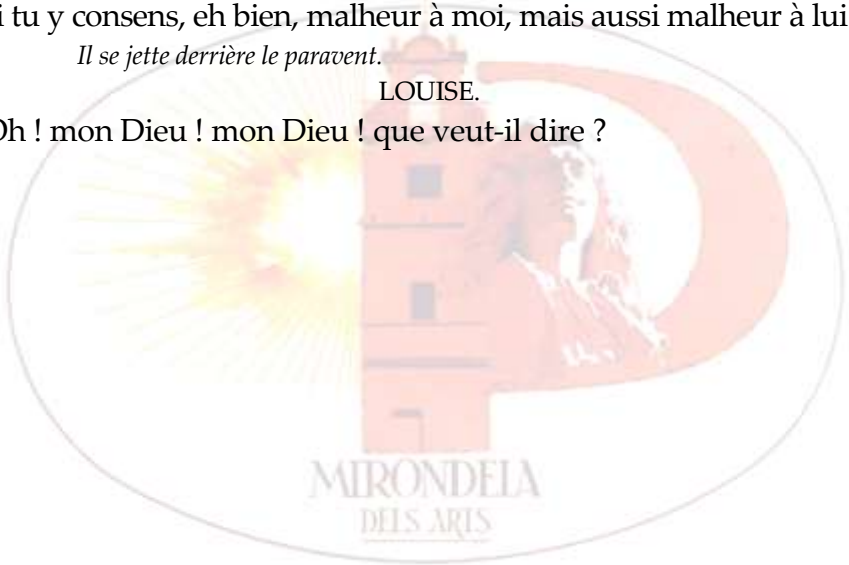 i tu y consens, eh bien, malheur à moi, mais aussi malheur à lui
Il se jette derrière le paravent.
LOUISE.
Oh ! mon Dieu ! mon Dieu ! que veut-il dire ?
MIRONDELA
DELS ARTS